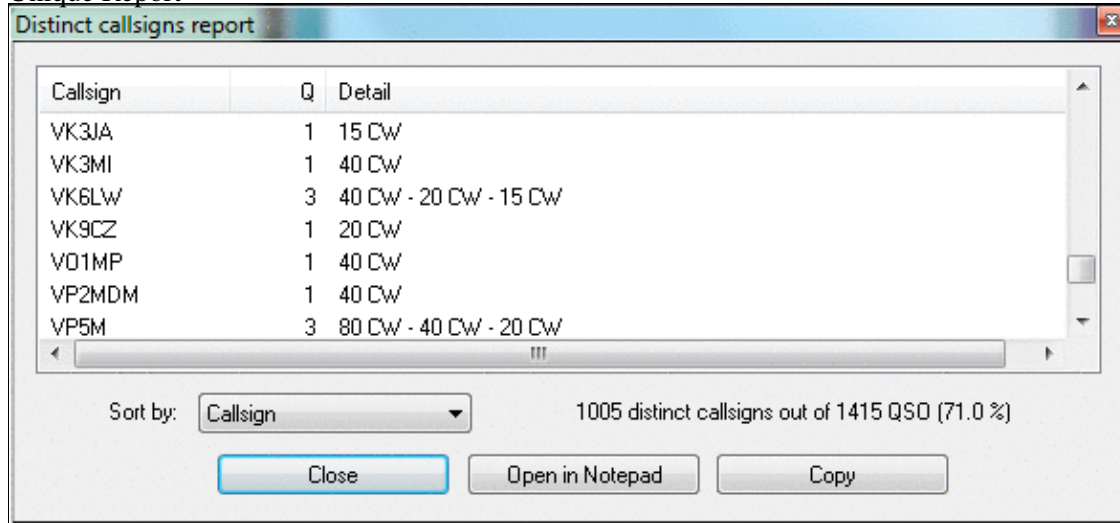 Distinct callsigns report
Callsign Q Detail
VK3JA 1 15 CW
VK3MI 1 40 CW
VK6LW 3 40 CW - 20 CW - 15 CW
VK9CZ 1 20 CW
VO1MP 1 40 CW
VP2MDM 1 40 CW
VP5M 3 80 CW - 40 CW - 20 CW
Sort by: Callsign 1005 distinct callsigns out of 1415 QSO (71.0 %)
Close Open in Notepad Copy